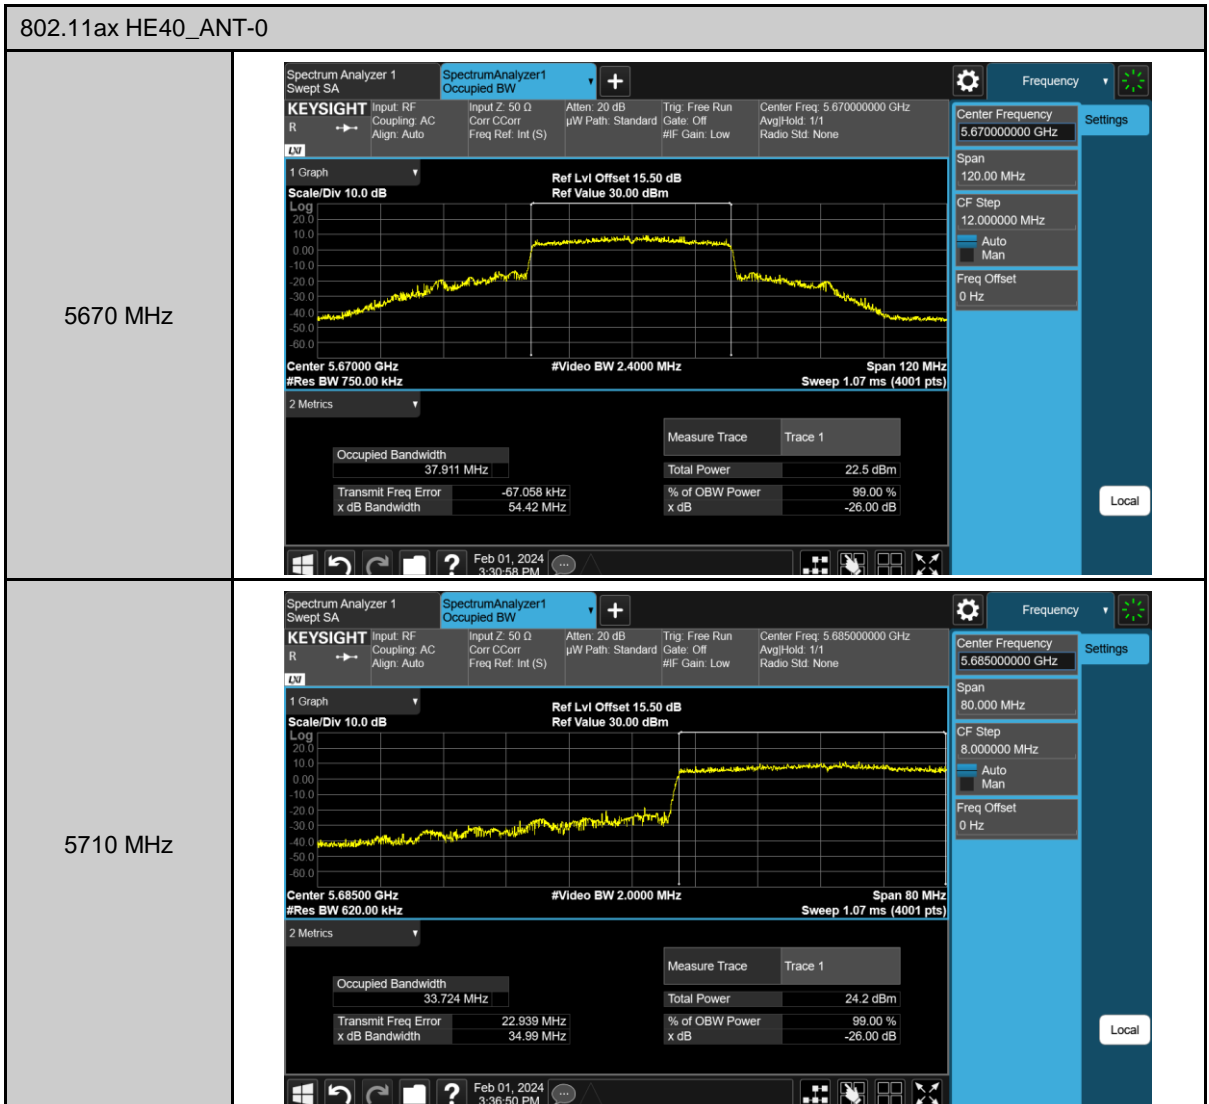 802.11ax HE40_ANT-0
5670 MHz
Spectrum Analyzer 1
Swept SA
SpectrumAnalyzer1
Occupied BW
Frequency
KEYSIGHT
R
LXI
Input: RF
Coupling: AC
Align: Auto
Input Z: 50 Ω
Corr CCorr
Freq Ref: Int (S)
Atten: 20 dB
µW Path: Standard
Trig: Free Run
Gate: Off
#IF Gain: Low
Center Freq: 5.670000000 GHz
Avg|Hold: 1/1
Radio Std: None
Center Frequency
5.670000000 GHz
Settings
Span
120.00 MHz
CF Step
12.000000 MHz
Auto
Man
Freq Offset
0 Hz
Local
1 Graph
Scale/Div 10.0 dB
Ref Lvl Offset 15.50 dB
Ref Value 30.00 dBm
Log
20.0
10.0
0.00
-10.0
-20.0
-30.0
-40.0
-50.0
-60.0
Center 5.67000 GHz
#Video BW 2.4000 MHz
Span 120 MHz
#Res BW 750.00 kHz
Sweep 1.07 ms (4001 pts)
2 Metrics
Measure Trace Trace 1
Occupied Bandwidth
37.911 MHz
Total Power 22.5 dBm
Transmit Freq Error -67.058 kHz
% of OBW Power 99.00 %
x dB Bandwidth 54.42 MHz
x dB -26.00 dB
Feb 01, 2024
3:30:58 PM
5710 MHz
Spectrum Analyzer 1
Swept SA
SpectrumAnalyzer1
Occupied BW
Frequency
KEYSIGHT
R
LXI
Input: RF
Coupling: AC
Align: Auto
Input Z: 50 Ω
Corr CCorr
Freq Ref: Int (S)
Atten: 20 dB
µW Path: Standard
Trig: Free Run
Gate: Off
#IF Gain: Low
Center Freq: 5.685000000 GHz
Avg|Hold: 1/1
Radio Std: None
Center Frequency
5.685000000 GHz
Settings
Span
80.000 MHz
CF Step
8.000000 MHz
Auto
Man
Freq Offset
0 Hz
Local
1 Graph
Scale/Div 10.0 dB
Ref Lvl Offset 15.50 dB
Ref Value 30.00 dBm
Log
20.0
10.0
0.00
-10.0
-20.0
-30.0
-40.0
-50.0
-60.0
Center 5.68500 GHz
#Video BW 2.0000 MHz
Span 80 MHz
#Res BW 620.00 kHz
Sweep 1.07 ms (4001 pts)
2 Metrics
Measure Trace Trace 1
Occupied Bandwidth
33.724 MHz
Total Power 24.2 dBm
Transmit Freq Error 22.939 MHz
% of OBW Power 99.00 %
x dB Bandwidth 34.99 MHz
x dB -26.00 dB
Feb 01, 2024
3:36:50 PM